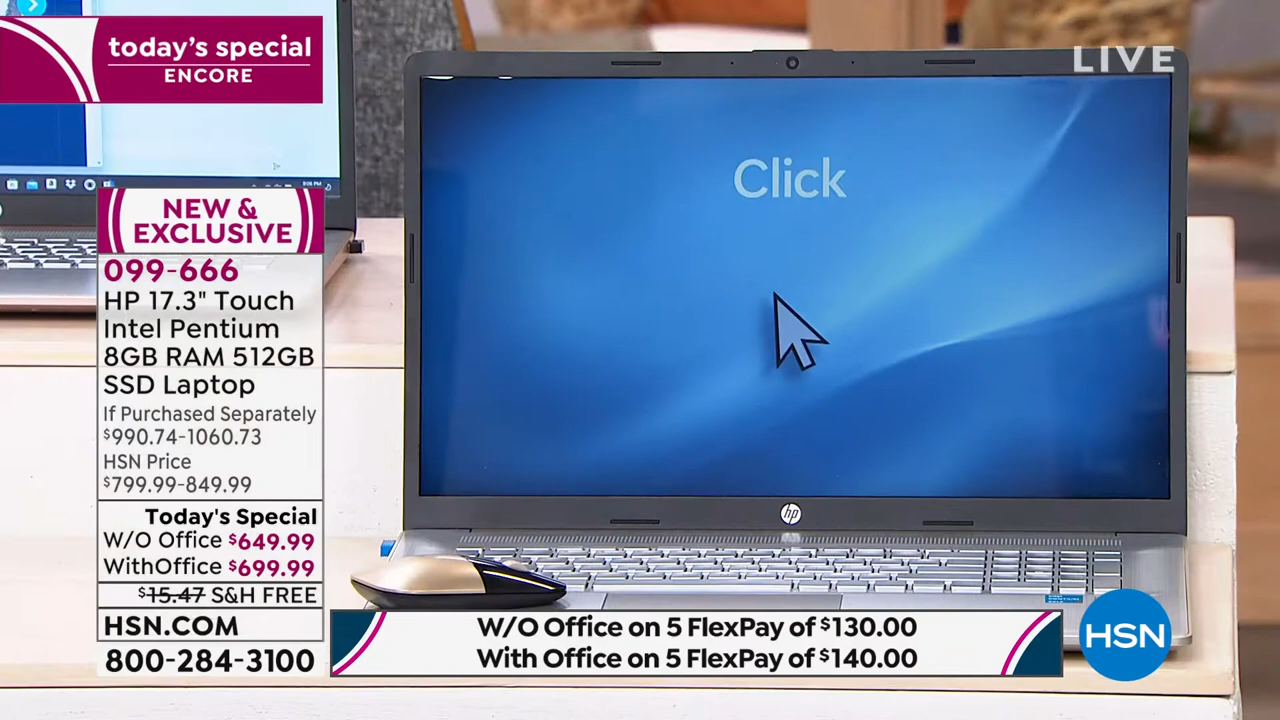 today's special
ENCORE
LIVE
NEW &
EXCLUSIVE
099-666
HP 17.3" Touch
Intel Pentium
8GB RAM 512GB
SSD Laptop
If Purchased Separately
$990.74-1060.73
HSN Price
$799.99-849.99
Today's Special
W/O Office $649.99
WithOffice $699.99
$15.47 S&H FREE
HSN.COM
800-284-3100
Click
hp
W/O Office on 5 FlexPay of $130.00
With Office on 5 FlexPay of $140.00
HSN